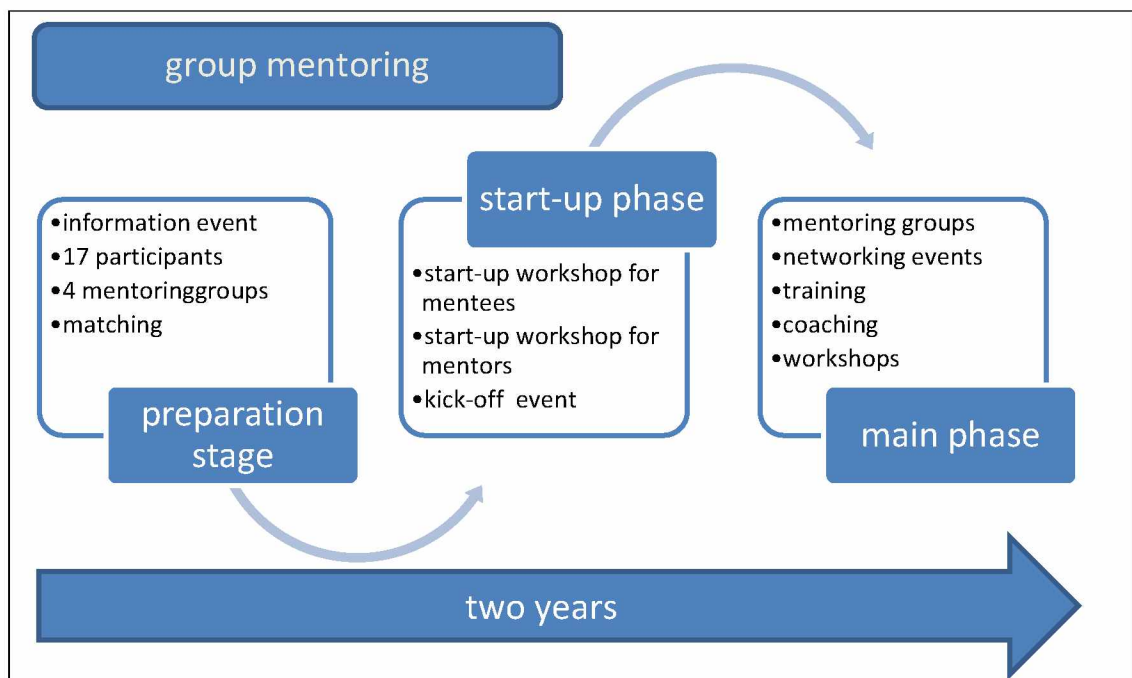 group mentoring
•information event
•17 participants
•4 mentoringgroups
•matching
preparation
stage
start-up phase
•start-up workshop for
mentees
•start-up workshop for
mentors
•kick-off event
•mentoring groups
•networking events
•training
•coaching
•workshops
main phase
two years